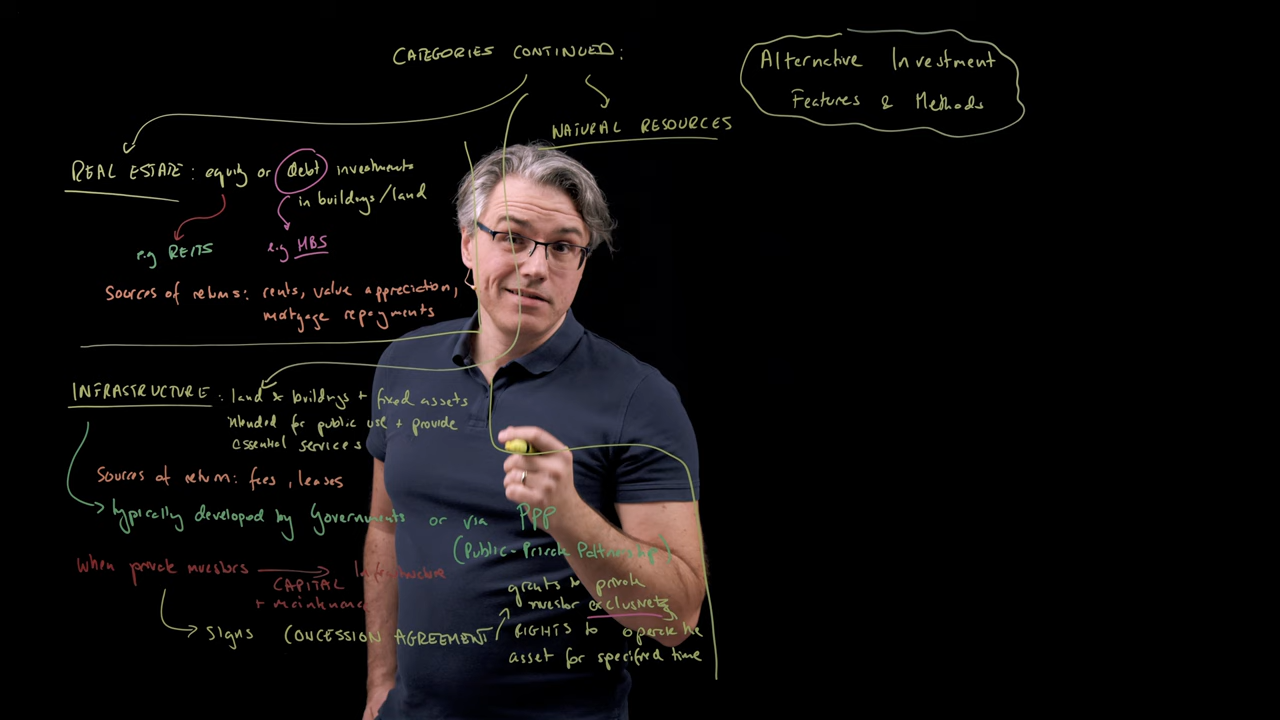 CATEGORIES CONTINUED:
Alternative Investment
Features & Methods
NATURAL RESOURCES
REAL ESTATE: equity or debt investments
in buildings/land
e.g REITS
e.g MBS
Sources of returns: rents, value appreciation,
mortgage repayments
INFRASTRUCTURE: land & buildings + fixed assets
intended for public use + provide
essential services
Sources of return: fees, leases
typically developed by Governments or via PPP
(Public-Private Partnership)
When private investors CAPITAL Infrastructure
+ maintenance
signs CONCESSION AGREEMENT
grants to private
investor exclusive
RIGHTS to operate the
asset for specified time